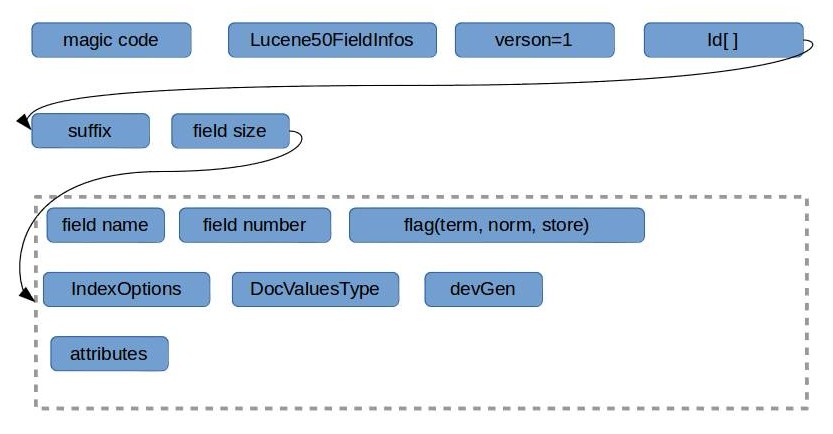 magic code Lucene50FieldInfos verson=1 Id[ ]
suffix field size
field name field number flag(term, norm, store)
IndexOptions DocValuesType devGen
attributes